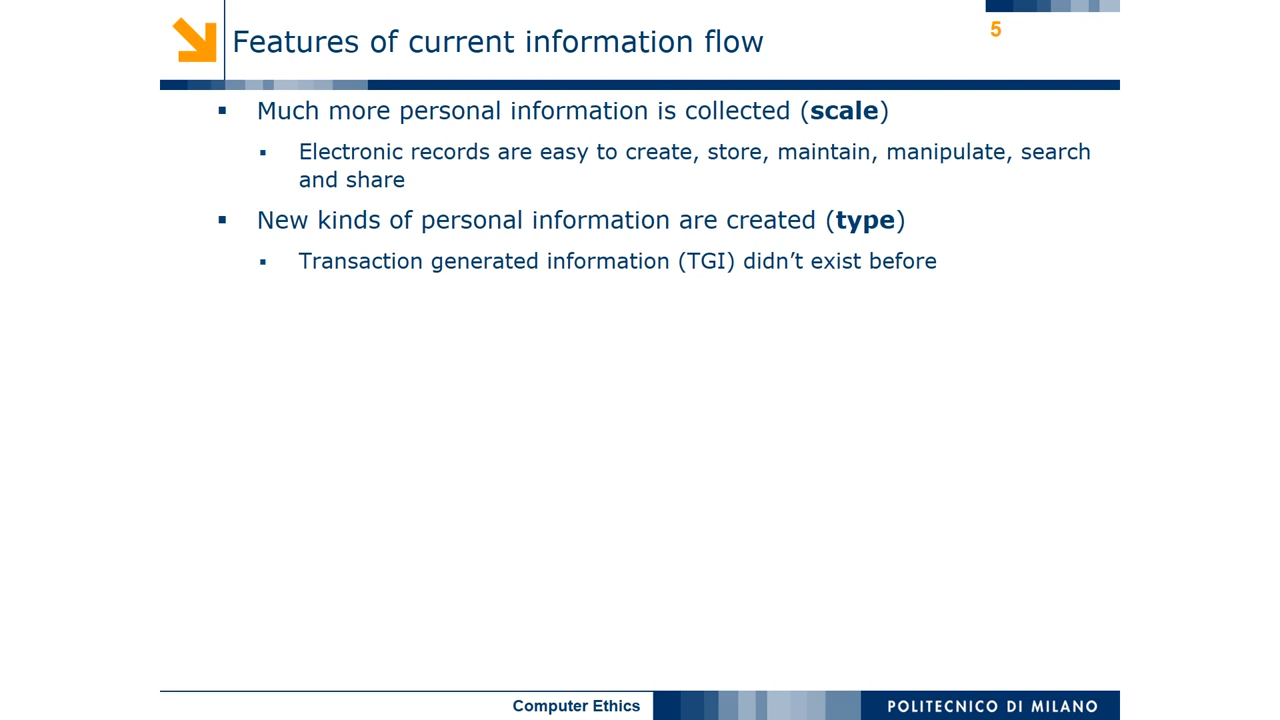 Features of current information flow
5
▪ Much more personal information is collected (scale)
▪ Electronic records are easy to create, store, maintain, manipulate, search
and share
▪ New kinds of personal information are created (type)
▪ Transaction generated information (TGI) didn’t exist before
Computer Ethics
POLITECNICO DI MILANO